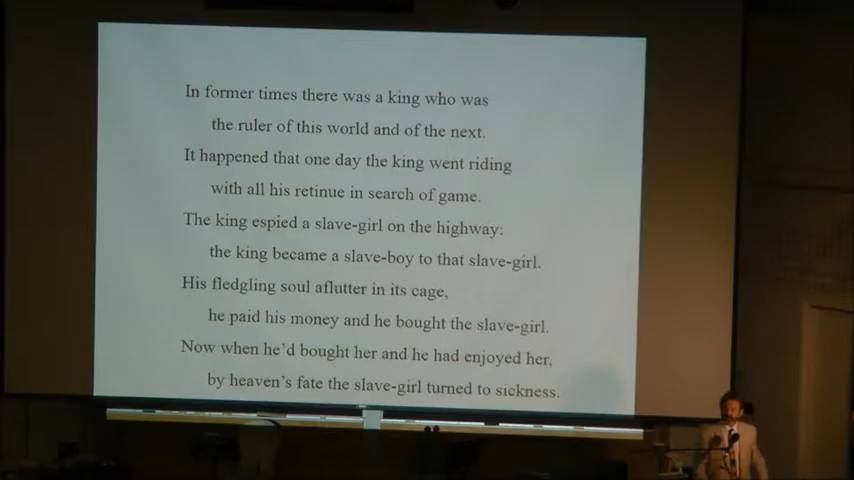 In former times there was a king who was
the ruler of this world and of the next.
It happened that one day the king went riding
with all his retinue in search of game.
The king espied a slave-girl on the highway:
the king became a slave-boy to that slave-girl.
His fledgling soul aflutter in its cage,
he paid his money and he bought the slave-girl.
Now when he’d bought her and he had enjoyed her,
by heaven’s fate the slave-girl turned to sickness.